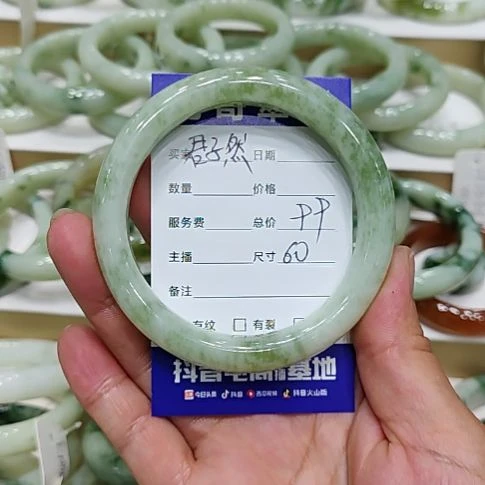 买家 君子然 日期
数量 价格
服务费 总价 PP
主播 尺寸 60
备注
有纹 有裂
抖音电商 基地
今日头条 抖音 西瓜视频 抖音火山版